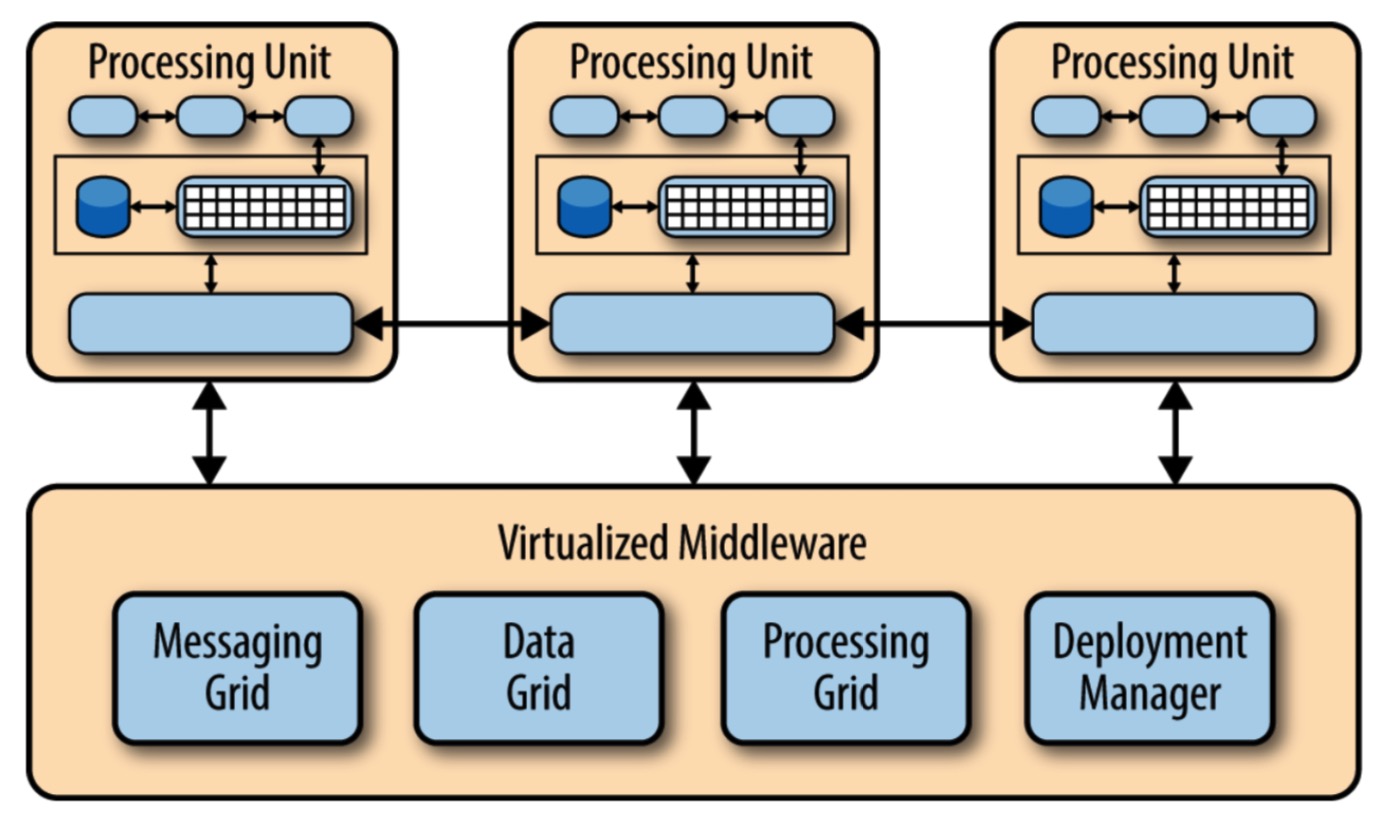 Processing Unit
Processing Unit
Processing Unit
Virtualized Middleware
Messaging
Grid
Data
Grid
Processing
Grid
Deployment
Manager